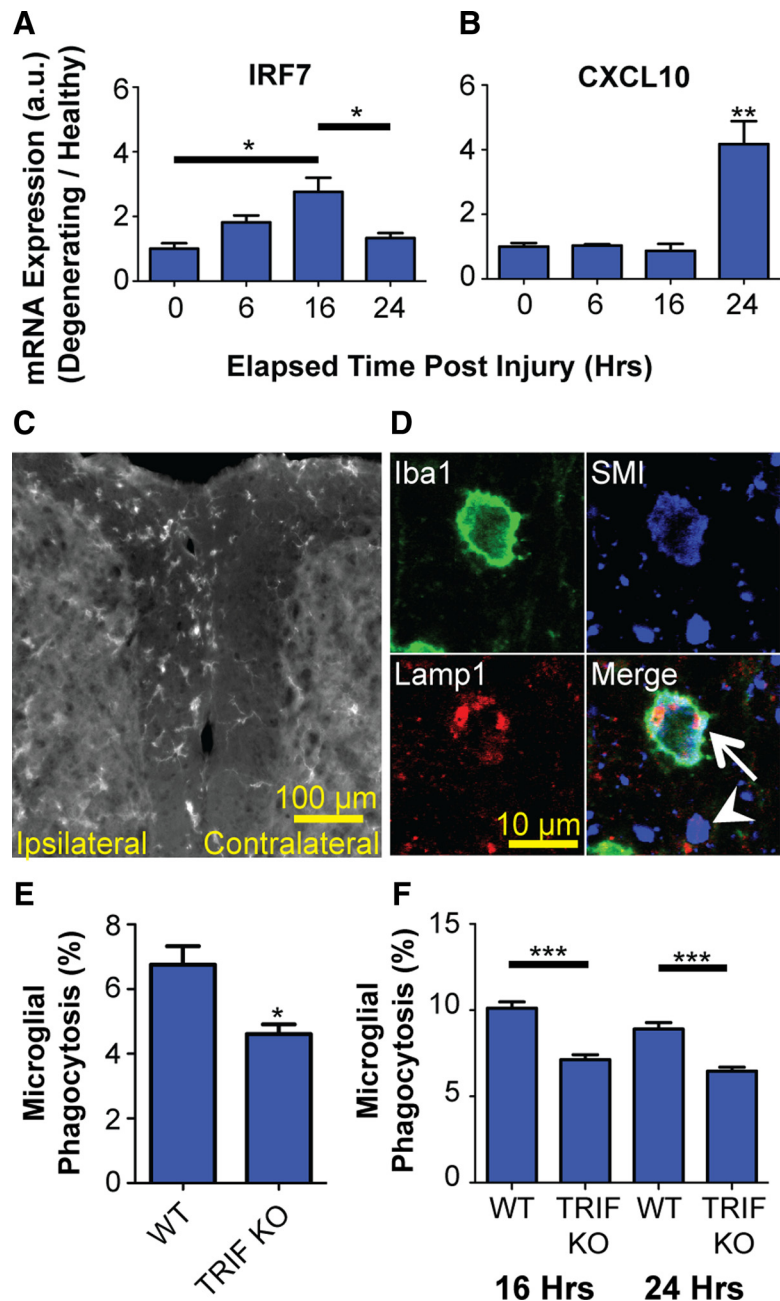 A
B
IRF7
CXCL10
mRNA Expression (a.u.)
(Degenerating / Healthy)
6
4
2
0
*
*
0 6 16 24
6
4
2
0
**
0 6 16 24
Elapsed Time Post Injury (Hrs)
C
D
Ipsilateral
Contralateral
100 µm
Iba1
SMI
Lamp1
Merge
10 µm
E
F
Microglial
Phagocytosis (%)
8
6
4
2
0
*
WT
TRIF KO
Microglial
Phagocytosis (%)
15
10
5
0
***
***
WT TRIF WT TRIF
KO KO
16 Hrs 24 Hrs